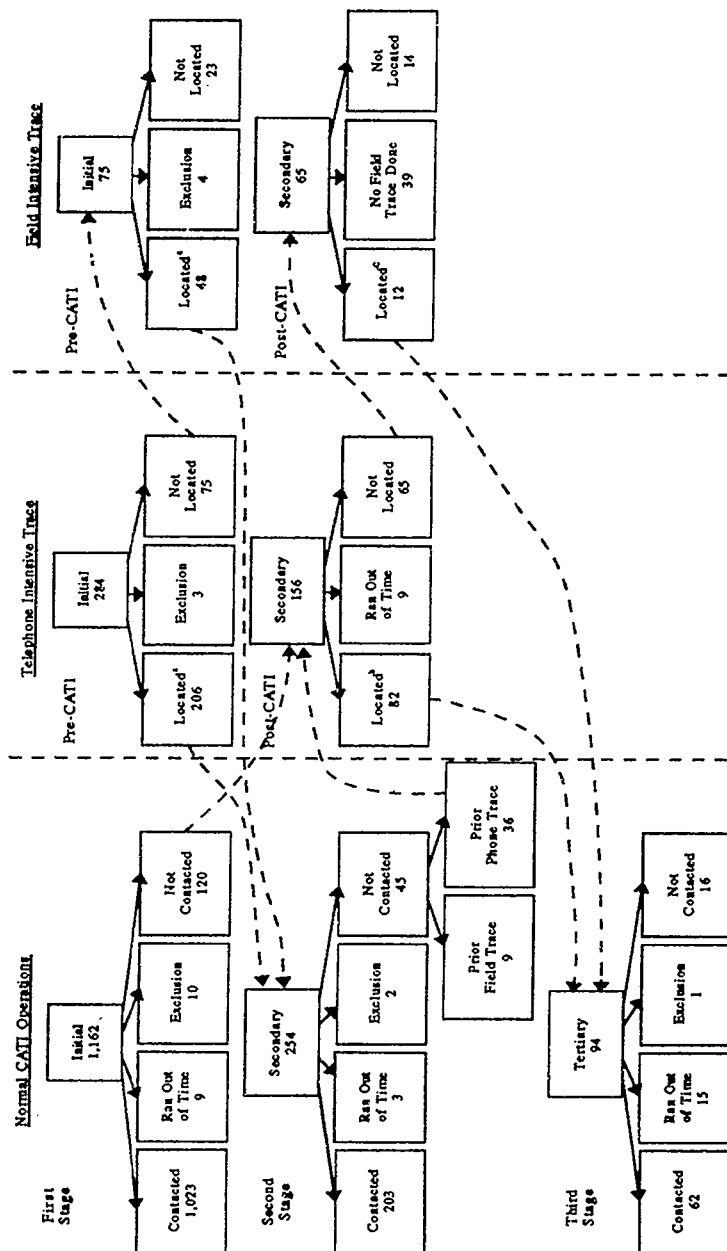 Normal CATI Operations
Telephone Intensive Trace
Field Intensive Trace
First
Stage
Initial
1,162
Contacted
1,023
Ran Out
of Time
9
Exclusion
10
Not
Contacted
120
Pre-CATI
Initial
284
Located
206
Exclusion
3
Not
Located
75
Pre-CATI
Initial
75
Located
48
Exclusion
4
Not
Located
23
Second
Stage
Secondary
254
Contacted
203
Ran Out
of Time
3
Exclusion
2
Not
Contacted
45
Prior
Field Trace
9
Prior
Phone Trace
36
Post-CATI
Secondary
156
Located
82
Ran Out
of Time
9
Not
Located
65
Post-CATI
Secondary
65
Located c
12
No Field
Trace Done
39
Not
Located
14
Third
Stage
Tertiary
94
Contacted
62
Ran Out
of Time
15
Exclusion
1
Not
Contacted
16